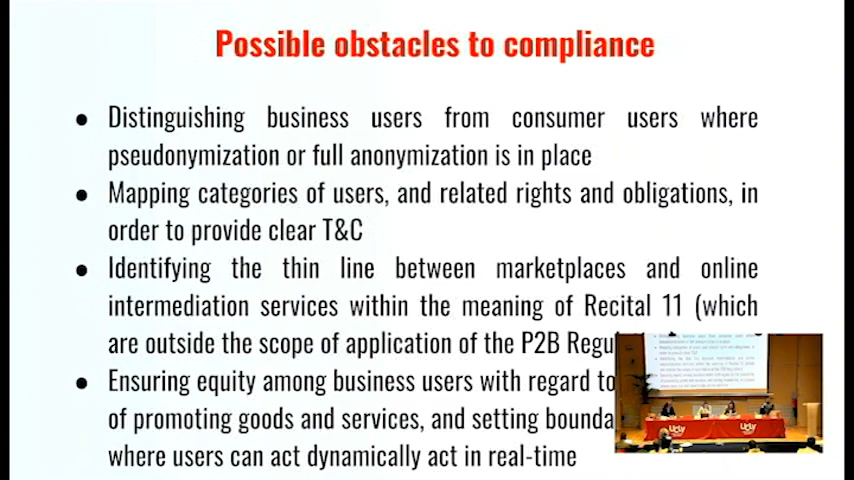 Possible obstacles to compliance
● Distinguishing business users from consumer users where
pseudonymization or full anonymization is in place
● Mapping categories of users, and related rights and obligations, in
order to provide clear T&C
● Identifying the thin line between marketplaces and online
intermediation services within the meaning of Recital 11 (which
are outside the scope of application of the P2B
● Ensuring equity among business users with regard to
of promoting goods and services, and setting
where users can act dynamically act in real-time
UCLy